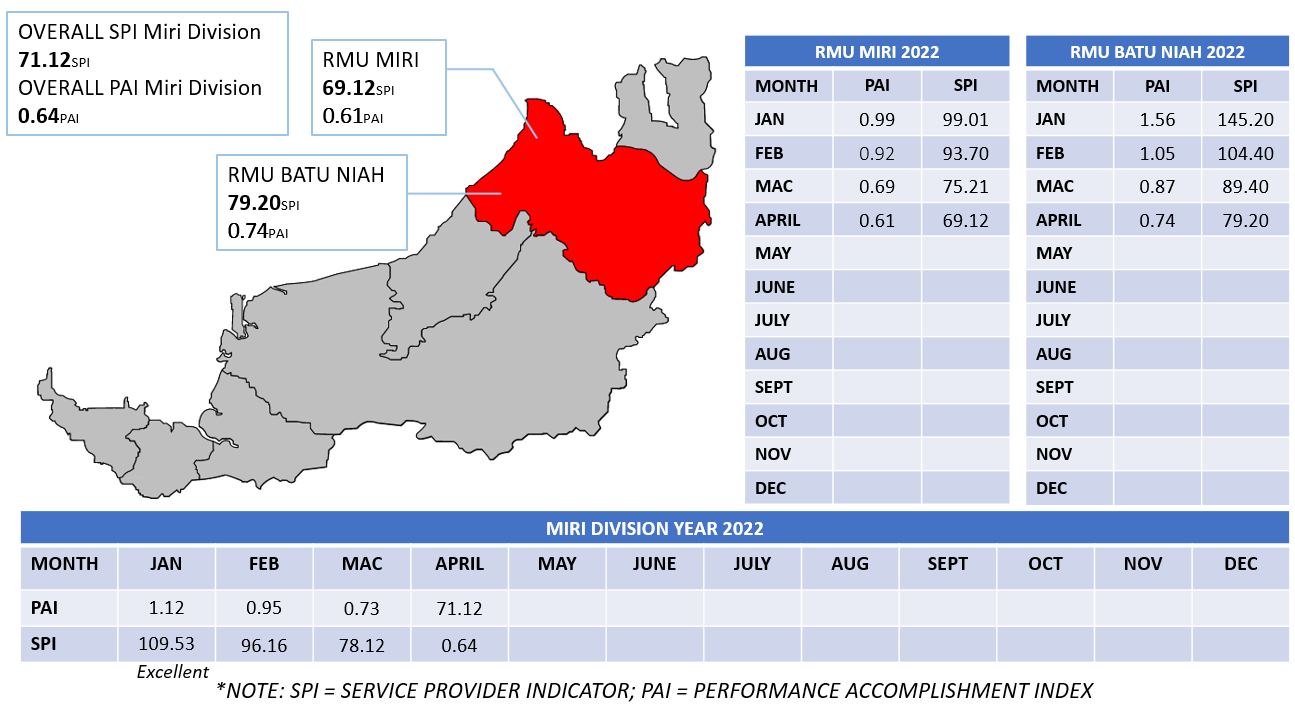 OVERALL SPI Miri Division
71.12SPI
OVERALL PAI Miri Division
0.64PAI
RMU MIRI
69.12SPI
0.61PAI
RMU BATU NIAH
79.20SPI
0.74PAI
RMU MIRI 2022
MONTH PAI SPI
JAN 0.99 99.01
FEB 0.92 93.70
MAC 0.69 75.21
APRIL 0.61 69.12
MAY
JUNE
JULY
AUG
SEPT
OCT
NOV
DEC
RMU BATU NIAH 2022
MONTH PAI SPI
JAN 1.56 145.20
FEB 1.05 104.40
MAC 0.87 89.40
APRIL 0.74 79.20
MAY
JUNE
JULY
AUG
SEPT
OCT
NOV
DEC
MIRI DIVISION YEAR 2022
MONTH JAN FEB MAC APRIL MAY JUNE JULY AUG SEPT OCT NOV DEC
PAI 1.12 0.95 0.73 71.12
SPI 109.53 96.16 78.12 0.64
Excellent
*NOTE: SPI = SERVICE PROVIDER INDICATOR; PAI = PERFORMANCE ACCOMPLISHMENT INDEX